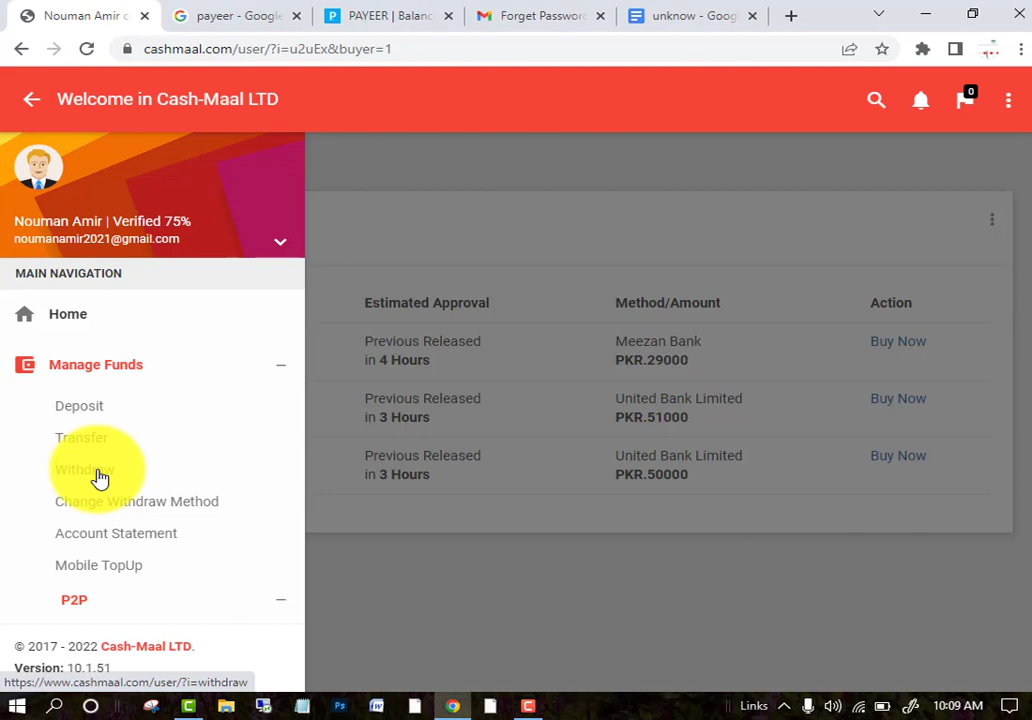 Nouman Amir c
payeer - Google
PAYEER | Balanc
Forget Password
unknow - Goog
cashmaal.com/user/?i=u2uEx&buyer=1
Welcome in Cash-Maal LTD
0
Nouman Amir | Verified 75%
noumanamir2021@gmail.com
MAIN NAVIGATION
Home
Manage Funds
Deposit
Transfer
Withdraw
Change Withdraw Method
Account Statement
Mobile TopUp
P2P
© 2017 - 2022 Cash-Maal LTD.
Version: 10.1.51
https://www.cashmaal.com/user/?i=withdraw
Estimated Approval Method/Amount Action
Previous Released Meezan Bank Buy Now
in 4 Hours PKR.29000
Previous Released United Bank Limited Buy Now
in 3 Hours PKR.51000
Previous Released United Bank Limited Buy Now
in 3 Hours PKR.50000
Links 10:09 AM